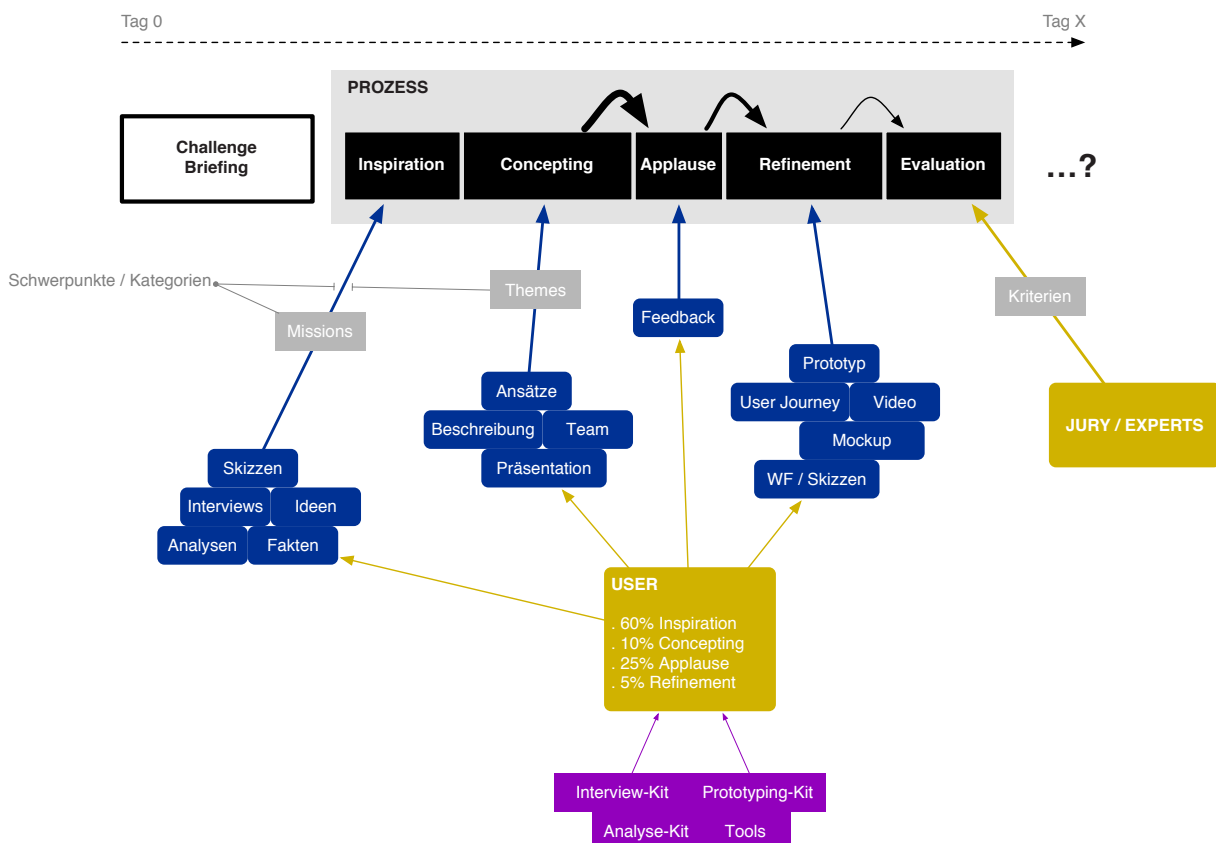 Tag 0
Tag X
PROZESS
Challenge
Briefing
Inspiration
Concepting
Applause
Refinement
Evaluation
...?
Schwerpunkte / Kategorien
Themes
Missions
Kriterien
Feedback
Prototyp
User Journey
Video
Mockup
WF / Skizzen
Ansätze
Beschreibung
Team
Präsentation
JURY / EXPERTS
Skizzen
Interviews
Ideen
Analysen
Fakten
USER
. 60% Inspiration
. 10% Concepting
. 25% Applause
. 5% Refinement
Interview-Kit
Prototyping-Kit
Analyse-Kit
Tools